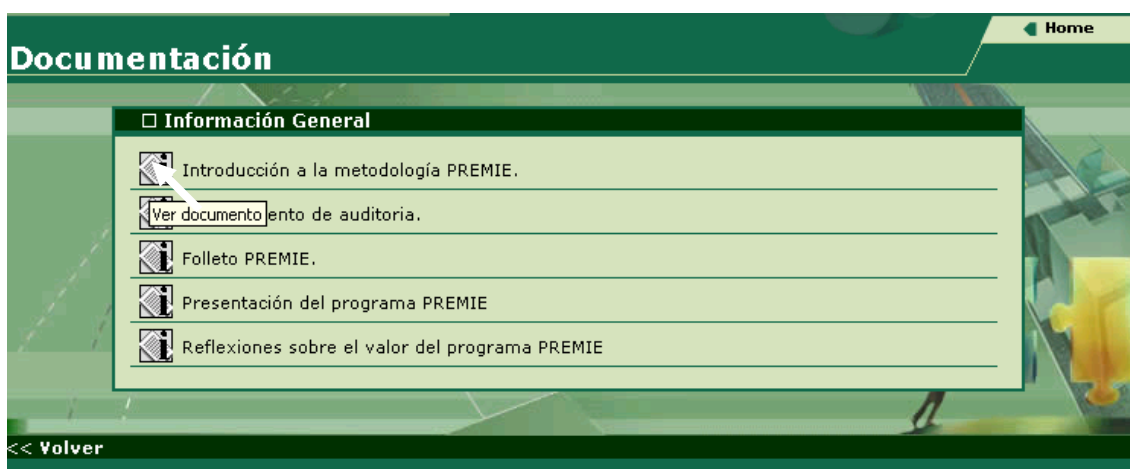 Home
Documentación
Información General
Introducción a la metodología PREMIE.
Ver documento
ento de auditoria.
Folleto PREMIE.
Presentación del programa PREMIE
Reflexiones sobre el valor del programa PREMIE
<< Volver